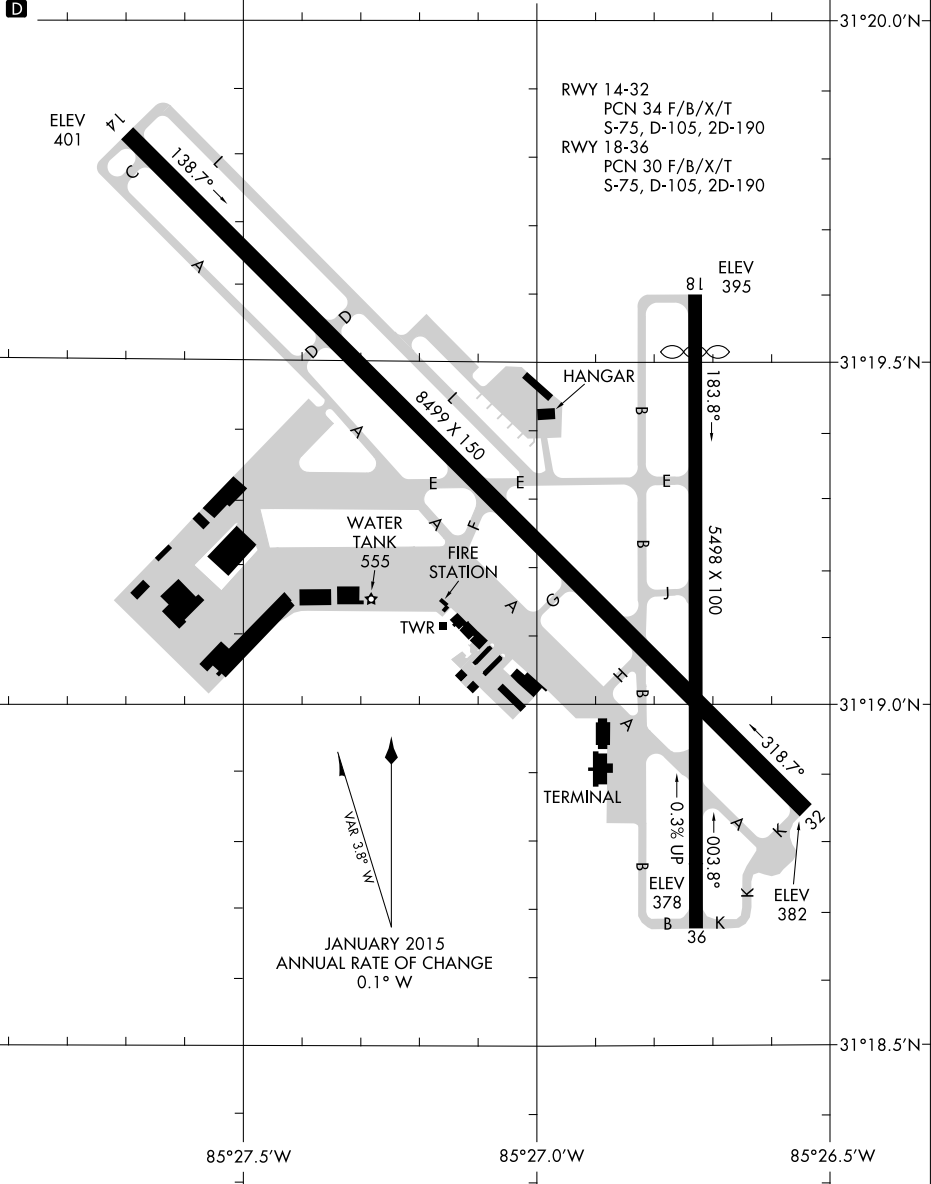 D
31°20.0'N
RWY 14-32
PCN 34 F/B/X/T
S-75, D-105, 2D-190
RWY 18-36
PCN 30 F/B/X/T
S-75, D-105, 2D-190
ELEV
401
14
138.7°
L
C
A
ELEV
395
18
D
D
31°19.5'N
HANGAR
183.8°
L
8499 X 150
B
A
E
E
E
A
F
WATER
TANK
555
FIRE
STATION
B
5498 X 100
J
A
G
TWR
H
B
31°19.0'N
A
318.7°
TERMINAL
VAR 3.8° W
0.3% UP
003.8°
A
K
32
B
ELEV
378
K
ELEV
382
B
K
36
JANUARY 2015
ANNUAL RATE OF CHANGE
0.1° W
31°18.5'N
85°27.5'W
85°27.0'W
85°26.5'W